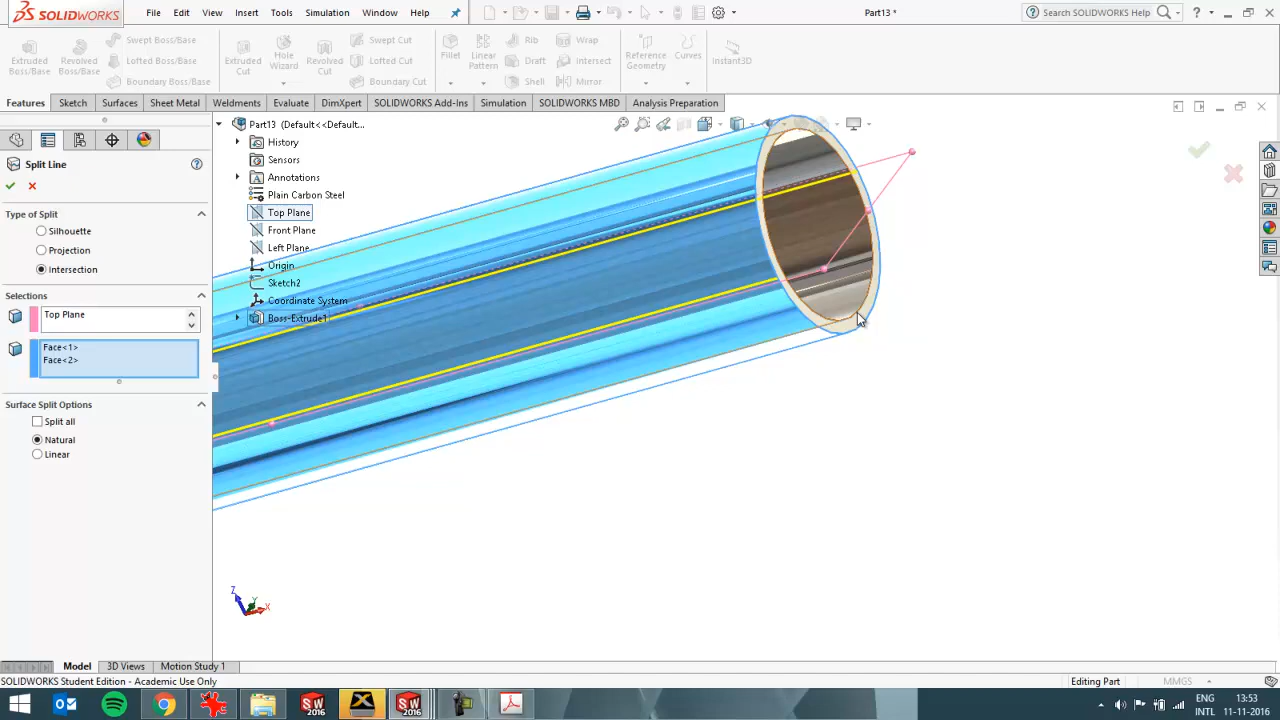 SOLIDWORKS
File Edit View Insert Tools Simulation Window Help
Part13 *
Search SOLIDWORKS Help
Extruded Boss/Base
Revolved Boss/Base
Swept Boss/Base
Lofted Boss/Base
Boundary Boss/Base
Extruded Cut
Hole Wizard
Revolved Cut
Swept Cut
Lofted Cut
Boundary Cut
Fillet
Linear Pattern
Rib
Draft
Shell
Wrap
Intersect
Mirror
Reference Geometry
Curves
Instant3D
Features Sketch Surfaces Sheet Metal Weldments Evaluate DimXpert SOLIDWORKS Add-Ins Simulation SOLIDWORKS MBD Analysis Preparation
Split Line
Type of Split
Silhouette
Projection
Intersection
Selections
Top Plane
Face<1>
Face<2>
Surface Split Options
Split all
Natural
Linear
Part13 (Default<<Default...
History
Sensors
Annotations
Plain Carbon Steel
Top Plane
Front Plane
Left Plane
Origin
Sketch2
Coordinate System
Boss-Extrude1
Z
Y
X
Model 3D Views Motion Study 1
SOLIDWORKS Student Edition - Academic Use Only
Editing Part
MMGS
SW 2016
SW 2016
ENG
INTL
13:53
11-11-2016